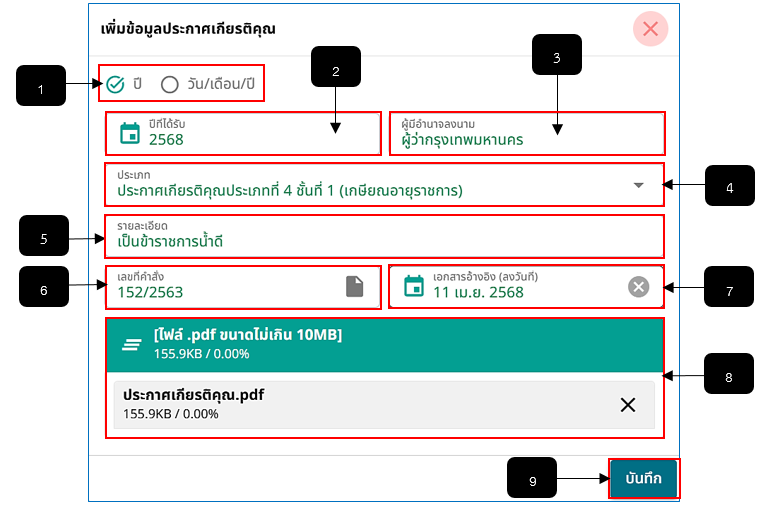 เพิ่มข้อมูลประกาศเกียรติคุณ
1
ปี
วัน/เดือน/ปี
2
3
ปีที่ได้รับ
2568
ผู้มีอำนาจลงนาม
ผู้ว่ากรุงเทพมหานคร
ประเภท
ประกาศเกียรติคุณประเภทที่ 4 ชั้นที่ 1 (เกษียณอายุราชการ)
4
5
รายละเอียด
เป็นข้าราชการน้ำดี
6
เลขที่คำสั่ง
152/2563
เอกสารอ้างอิง (ลงวันที่)
11 เม.ย. 2568
7
[ไฟล์ .pdf ขนาดไม่เกิน 10MB]
155.9KB / 0.00%
8
ประกาศเกียรติคุณ.pdf
155.9KB / 0.00%
9
บันทึก